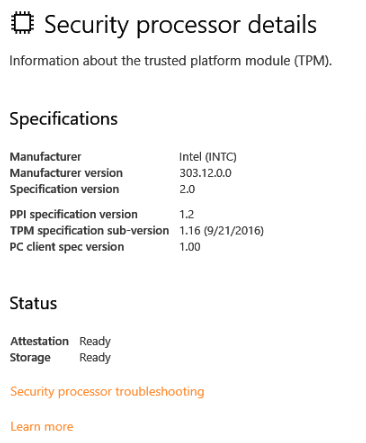 Security processor details
Information about the trusted platform module (TPM).
Specifications
Manufacturer Intel (INTC)
Manufacturer version 303.12.0.0
Specification version 2.0
PPI specification version 1.2
TPM specification sub-version 1.16 (9/21/2016)
PC client spec version 1.00
Status
Attestation Ready
Storage Ready
Security processor troubleshooting
Learn more